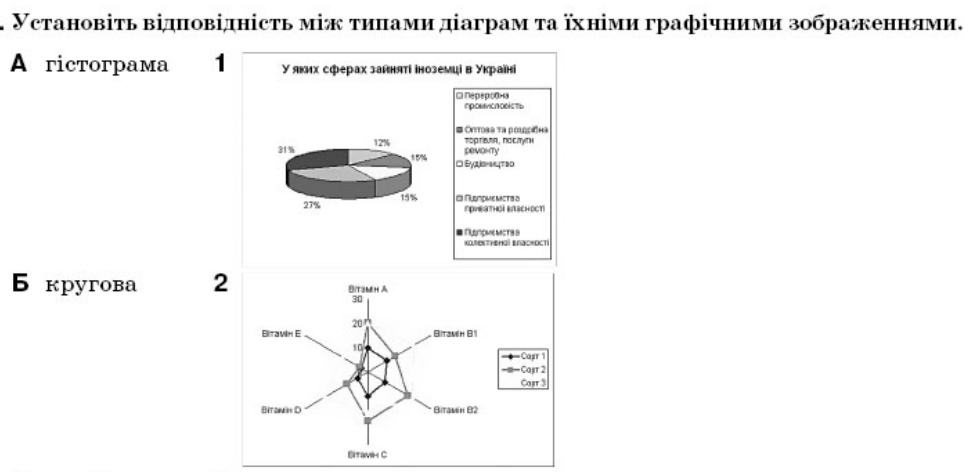 . Установіть відповідність між типами діаграм та їхніми графічними зображеннями.
А гістограма 1
У яких сферах зайняті іноземці в Україні
Переробна
промисловість
Оптова та роздрібна
торгівля, послуги
ремонту
Будівництво
Підприємства
приватної власності
Підприємства
колективної власності
12%
15%
15%
27%
31%
Б кругова 2
Вітамін А
30
20
10
Вітамін В1
Вітамін В2
Вітамін С
Вітамін D
Вітамін Е
Сорт 1
Сорт 2
Сорт 3